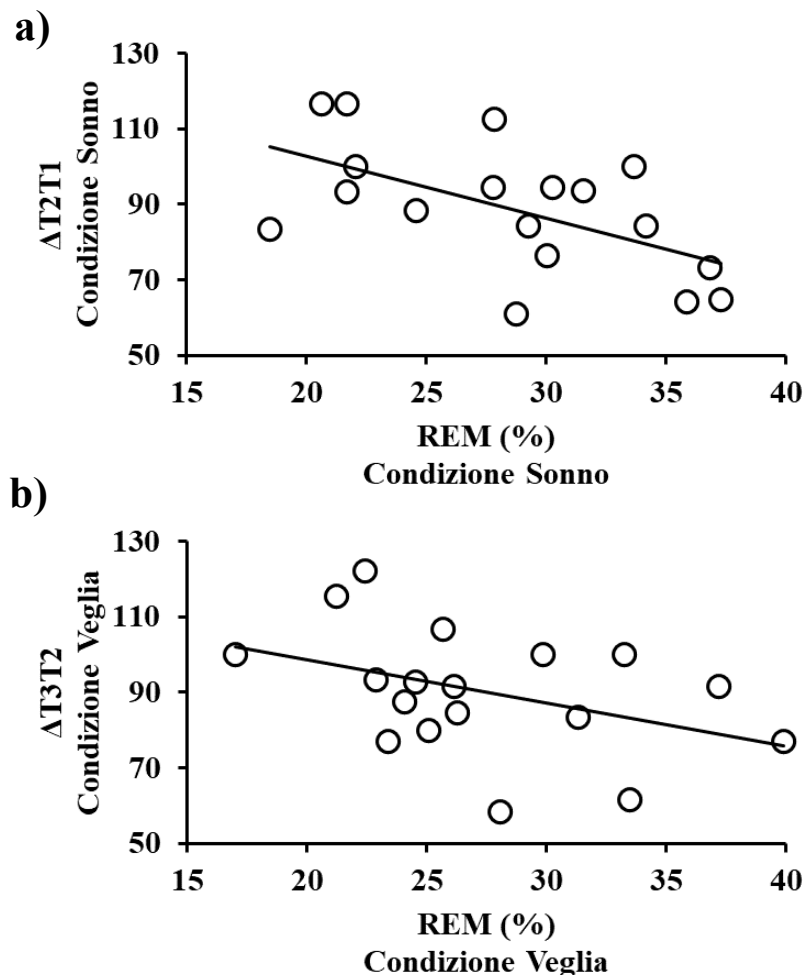 a)
130
110
90
70
50
ΔT2T1
Condizione Sonno
15 20 25 30 35 40
REM (%)
Condizione Sonno
b)
130
110
90
70
50
ΔT3T2
Condizione Veglia
15 20 25 30 35 40
REM (%)
Condizione Veglia